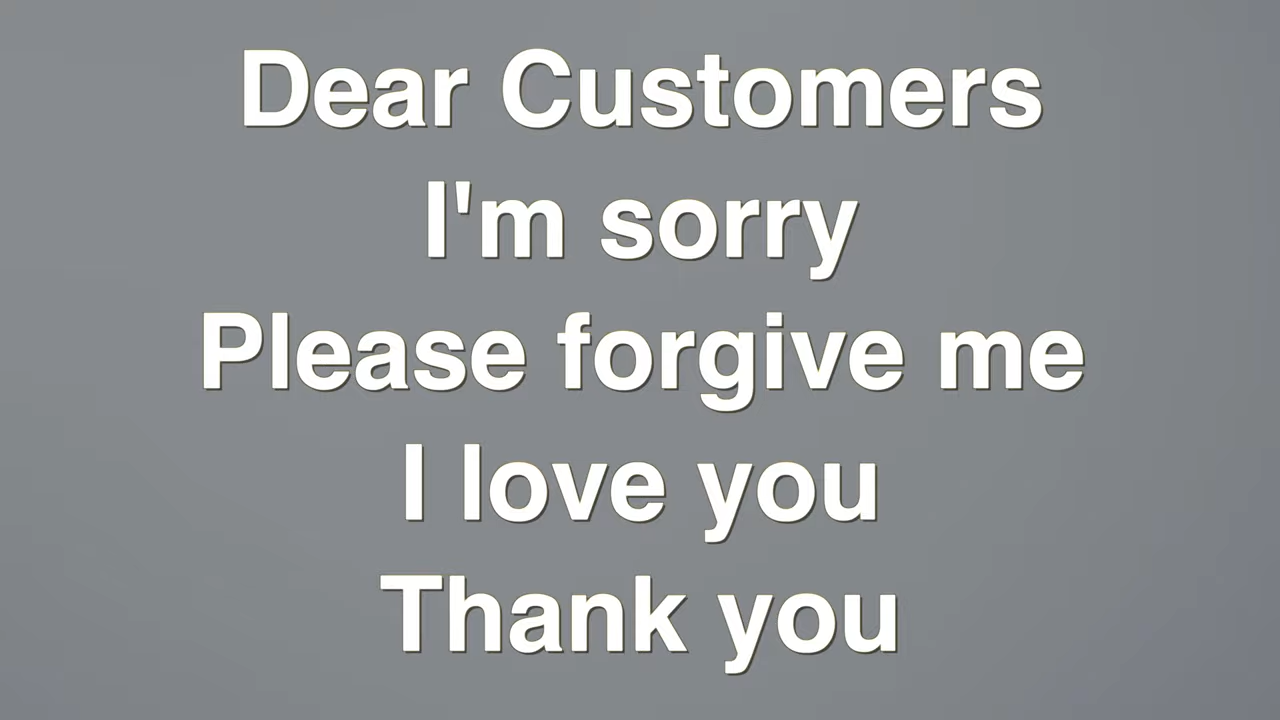 Dear Customers
I'm sorry
Please forgive me
I love you
Thank you